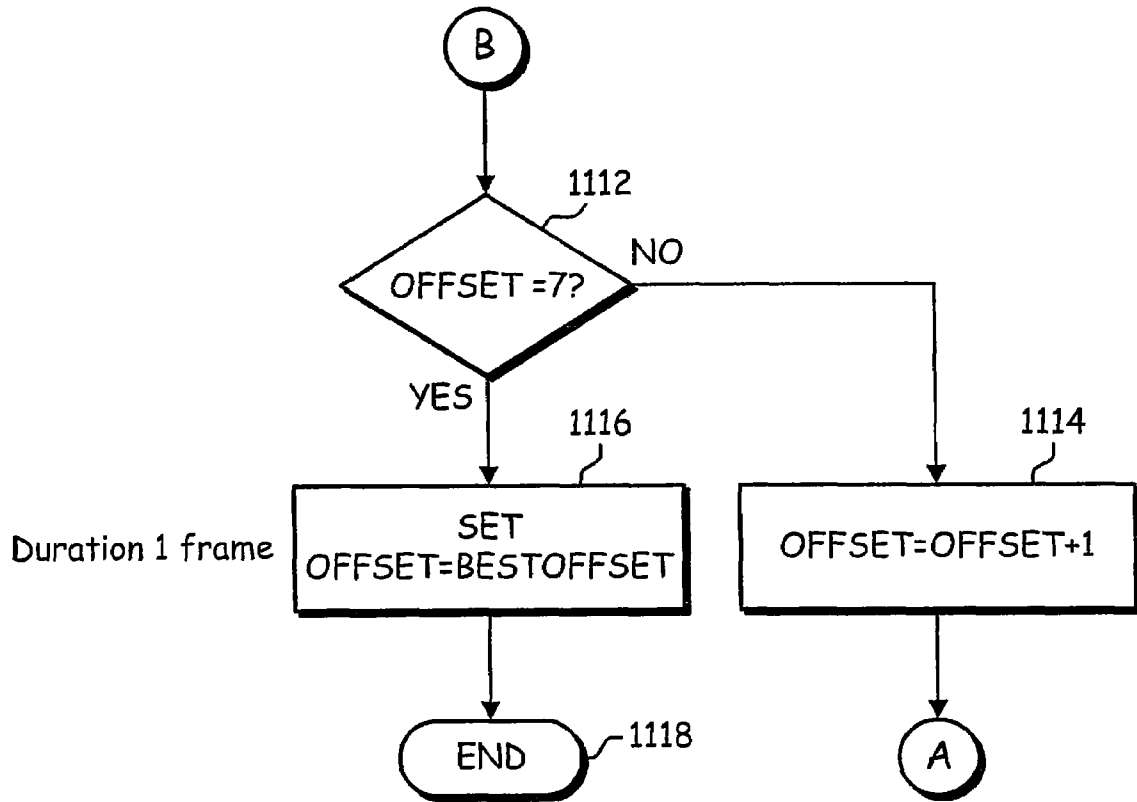 B
1112
OFFSET =7?
NO
YES
1116
1114
Duration 1 frame
SET
OFFSET=BESTOFFSET
OFFSET=OFFSET+1
END
1118
A